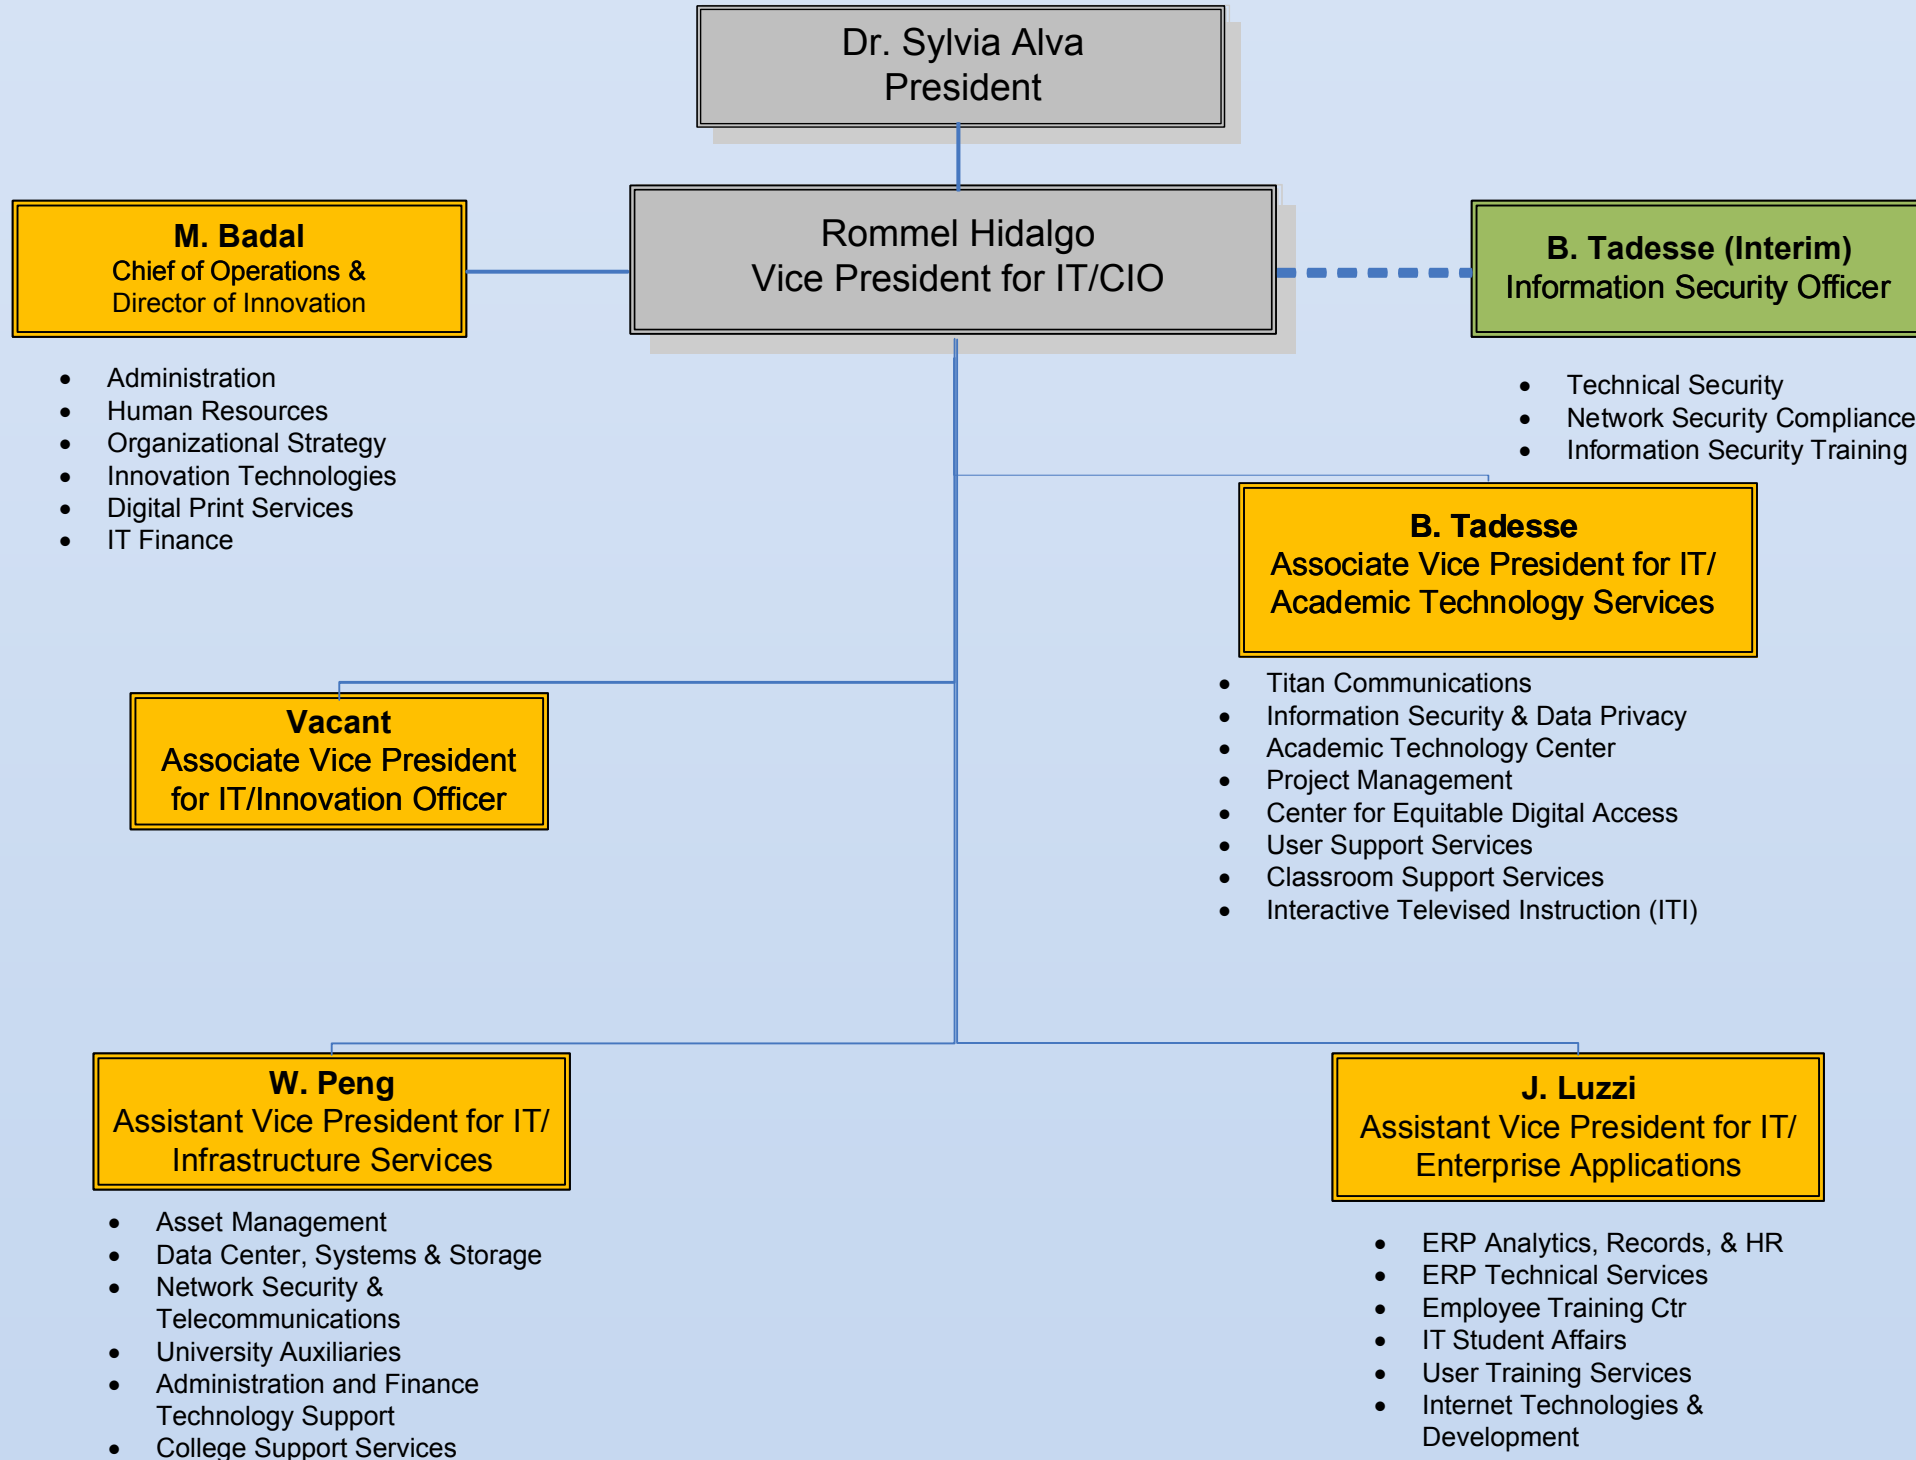 Dr. Sylvia Alva
President
Rommel Hidalgo
Vice President for IT/CIO
M. Badal
Chief of Operations &
Director of Innovation
• Administration
• Human Resources
• Organizational Strategy
• Innovation Technologies
• Digital Print Services
• IT Finance
B. Tadesse (Interim)
Information Security Officer
• Technical Security
• Network Security Compliance
• Information Security Training
B. Tadesse
Associate Vice President for IT/
Academic Technology Services
• Titan Communications
• Information Security & Data Privacy
• Academic Technology Center
• Project Management
• Center for Equitable Digital Access
• User Support Services
• Classroom Support Services
• Interactive Televised Instruction (ITI)
Vacant
Associate Vice President
for IT/Innovation Officer
W. Peng
Assistant Vice President for IT/
Infrastructure Services
• Asset Management
• Data Center, Systems & Storage
• Network Security &
Telecommunications
• University Auxiliaries
• Administration and Finance
Technology Support
• College Support Services
J. Luzzi
Assistant Vice President for IT/
Enterprise Applications
• ERP Analytics, Records, & HR
• ERP Technical Services
• Employee Training Ctr
• IT Student Affairs
• User Training Services
• Internet Technologies &
Development